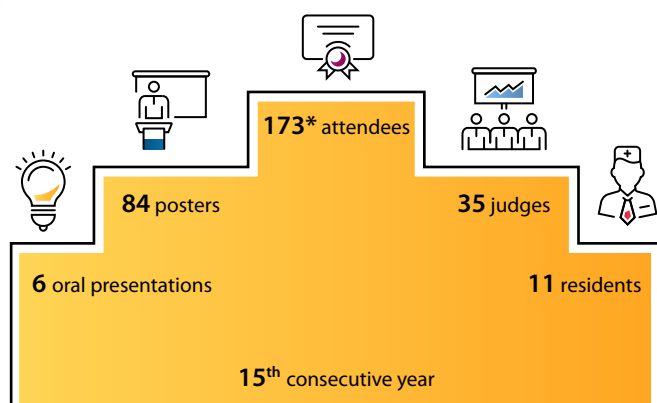 173* attendees
84 posters
35 judges
6 oral presentations
11 residents
15th consecutive year